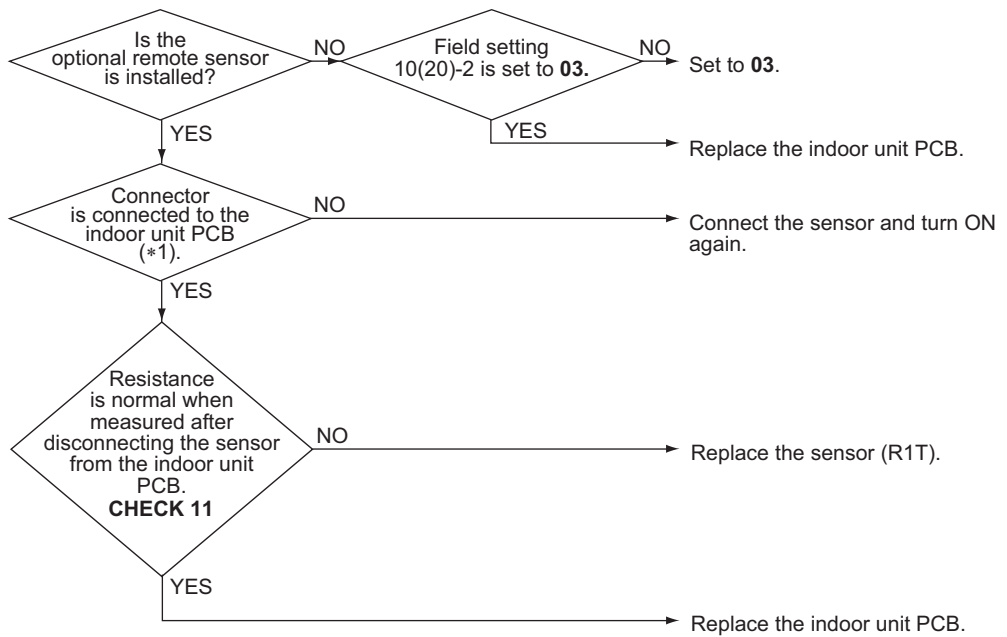 Is the
optional remote sensor
is installed?
NO
Field setting
10(20)-2 is set to 03.
NO
Set to 03.
YES
YES
Replace the indoor unit PCB.
Connector
is connected to the
indoor unit PCB
(*1).
NO
Connect the sensor and turn ON
again.
YES
Resistance
is normal when
measured after
disconnecting the sensor
from the indoor unit
PCB.
CHECK 11
NO
Replace the sensor (R1T).
YES
Replace the indoor unit PCB.